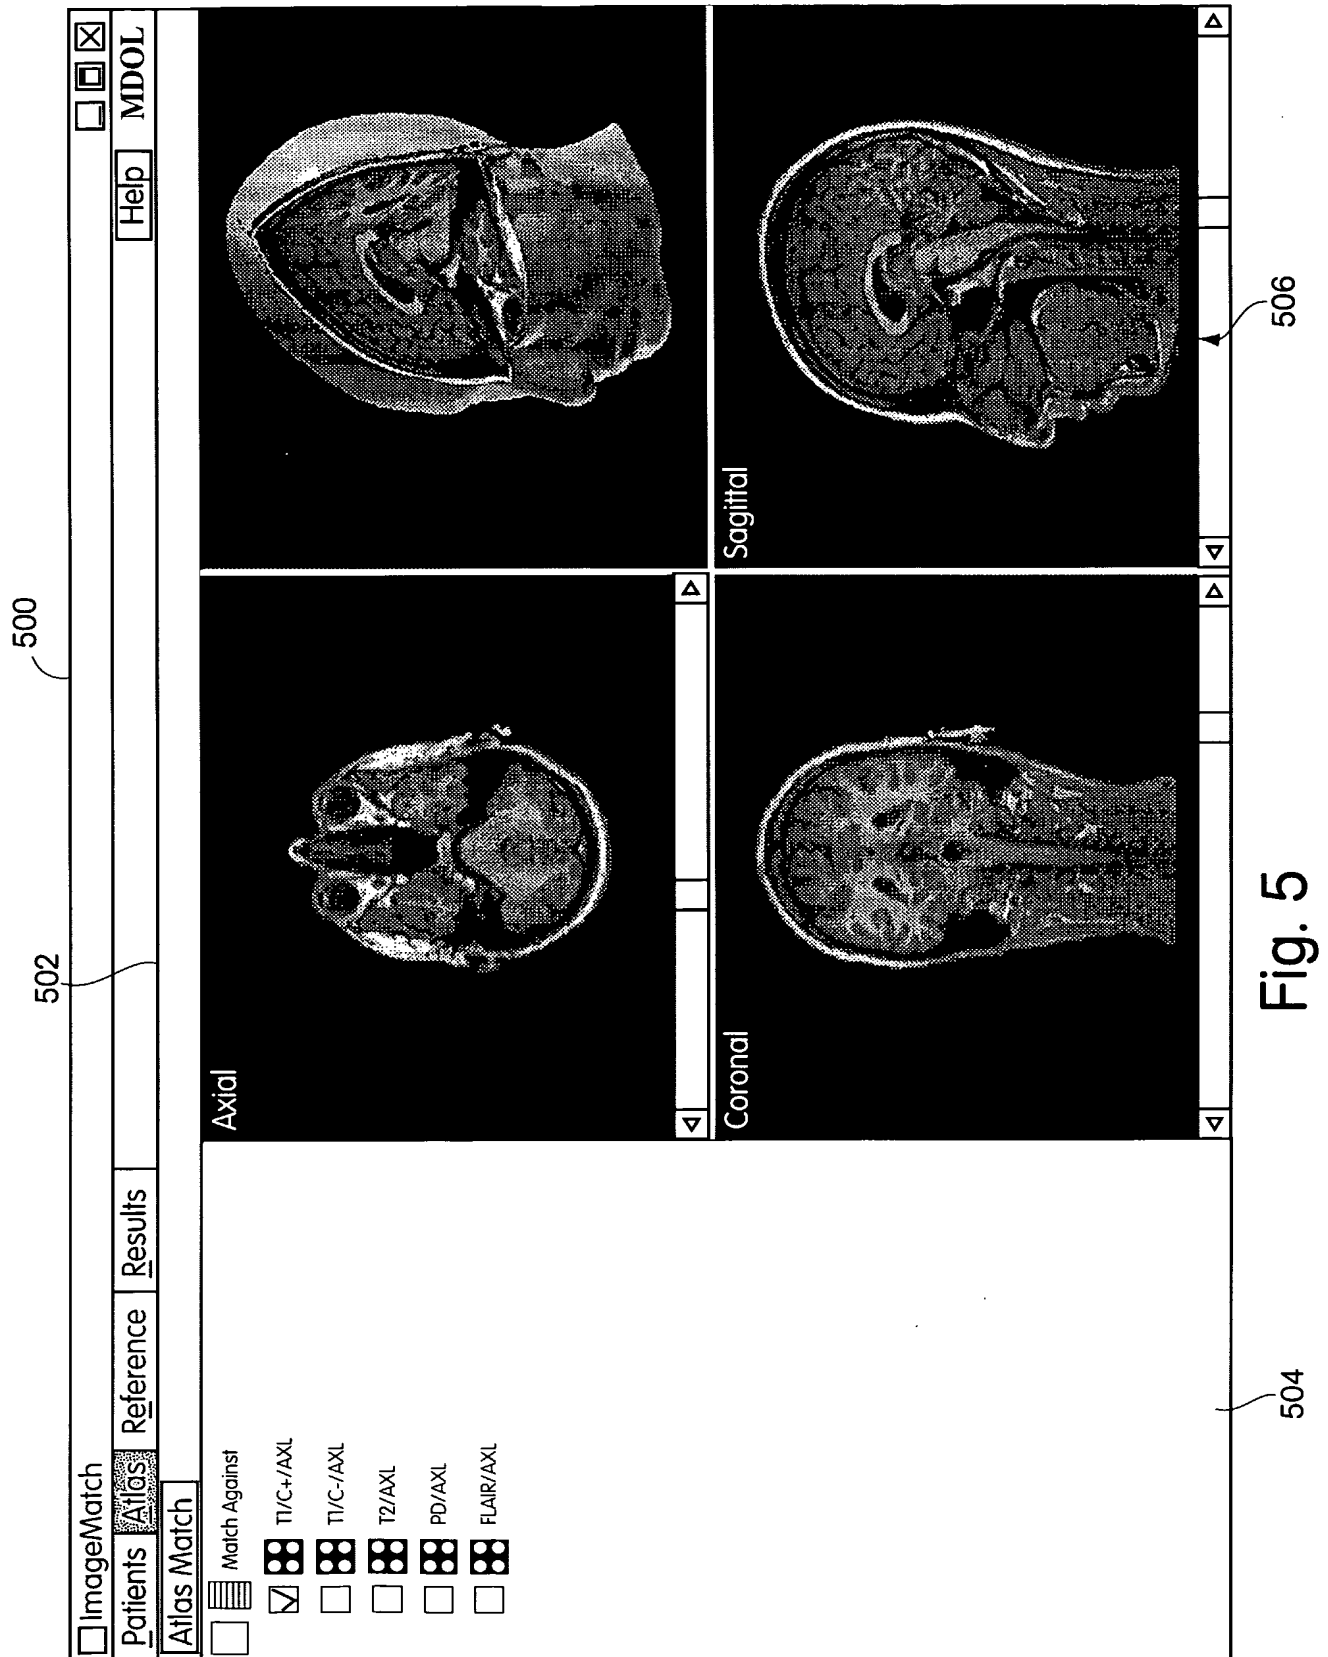 500
ImageMatch
502
Patients Atlas Reference Results Help MDOL
Atlas Match
Match Against
T1/C+/AXL
T1/C-/AXL
T2/AXL
PD/AXL
FLAIR/AXL
Axial
Coronal
Sagittal
504
506
Fig. 5